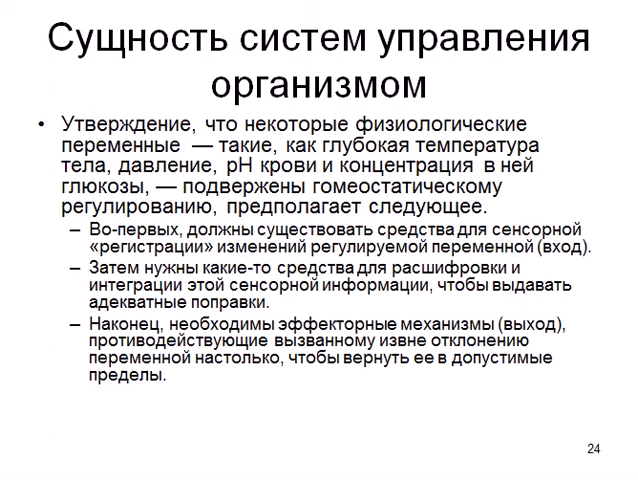 Сущность систем управления
организмом
• Утверждение, что некоторые физиологические
переменные — такие, как глубокая температура
тела, давление, pH крови и концентрация в ней
глюкозы, — подвержены гомеостатическому
регулированию, предполагает следующее.
– Во-первых, должны существовать средства для сенсорной
«регистрации» изменений регулируемой переменной (вход).
– Затем нужны какие-то средства для расшифровки и
интеграции этой сенсорной информации, чтобы выдавать
адекватные поправки.
– Наконец, необходимы эффекторные механизмы (выход),
противодействующие вызванному извне отклонению
переменной настолько, чтобы вернуть ее в допустимые
пределы.
24